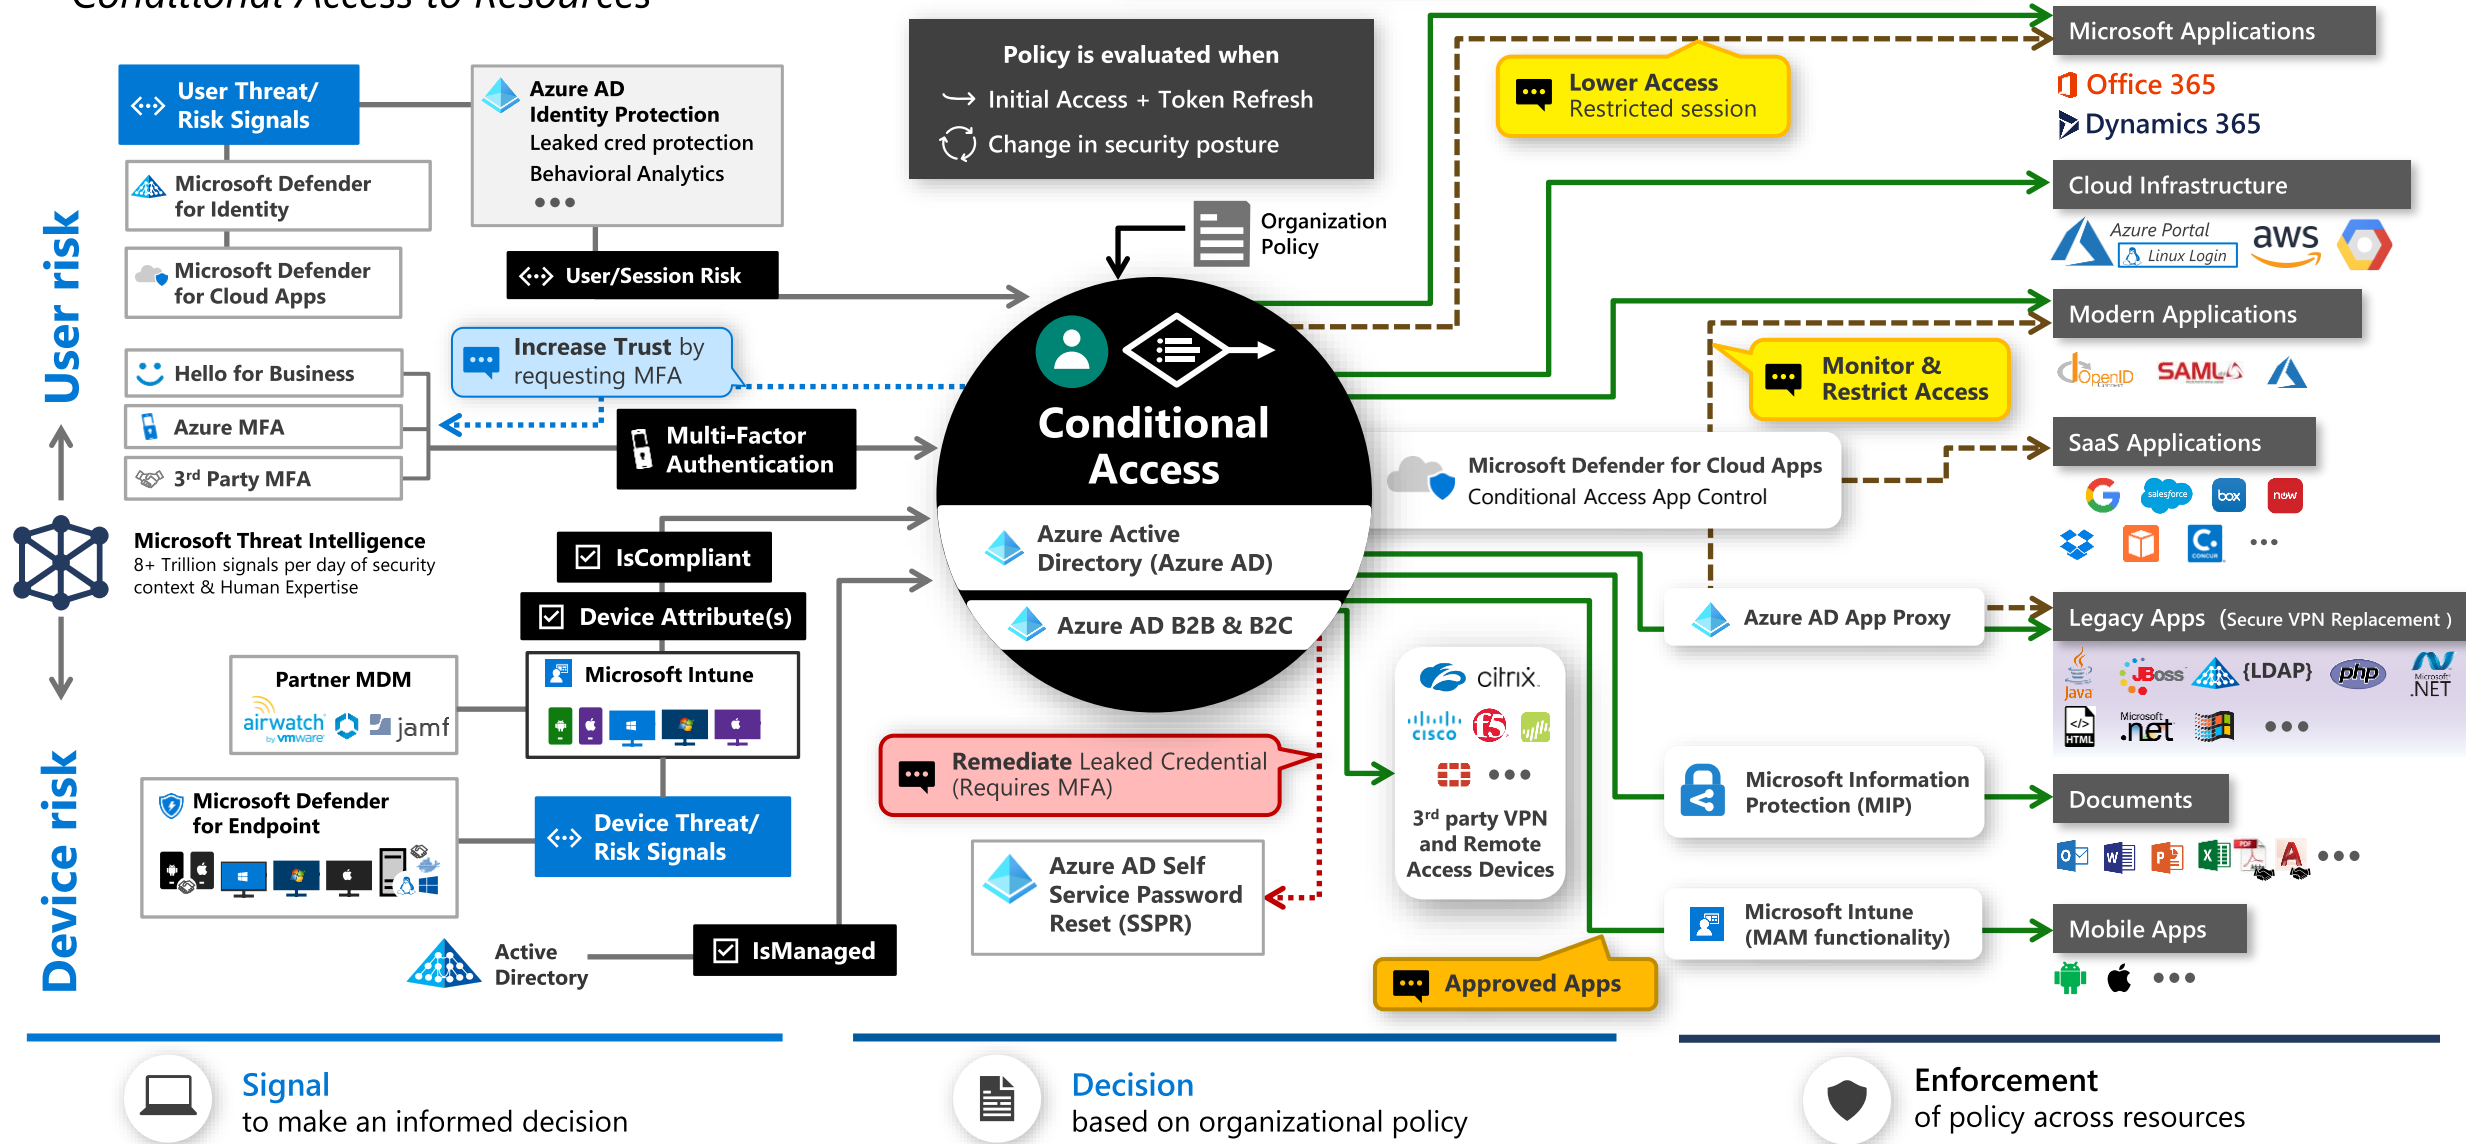 Conditional Access to Resources
User Threat/
Risk Signals
Microsoft Defender
for Identity
Microsoft Defender
for Cloud Apps
Azure AD
Identity Protection
Leaked cred protection
Behavioral Analytics
User/Session Risk
User risk
Hello for Business
Azure MFA
3rd Party MFA
Increase Trust by
requesting MFA
Multi-Factor
Authentication
Microsoft Threat Intelligence
8+ Trillion signals per day of security
context & Human Expertise
IsCompliant
Device Attribute(s)
Microsoft Intune
Partner MDM
airwatch
by vmware
jamf
Device risk
Microsoft Defender
for Endpoint
Device Threat/
Risk Signals
Active
Directory
IsManaged
Policy is evaluated when
Initial Access + Token Refresh
Change in security posture
Organization
Policy
Conditional
Access
Azure Active
Directory (Azure AD)
Azure AD B2B & B2C
Remediate Leaked Credential
(Requires MFA)
Azure AD Self
Service Password
Reset (SSPR)
citrix
cisco
f5
3rd party VPN
and Remote
Access Devices
Approved Apps
Lower Access
Restricted session
Monitor &
Restrict Access
Microsoft Defender for Cloud Apps
Conditional Access App Control
Azure AD App Proxy
Microsoft Information
Protection (MIP)
Microsoft Intune
(MAM functionality)
Microsoft Applications
Office 365
Dynamics 365
Cloud Infrastructure
Azure Portal
Linux Login
aws
Modern Applications
OpenID
SAML
SaaS Applications
G
salesforce
box
now
C.
CONCUR
Legacy Apps (Secure VPN Replacement )
Java
JBoss
{LDAP}
php
Microsoft
.NET
</>
HTML
Microsoft
.net
Documents
O
W
P
X
PDF
A
Mobile Apps
Signal
to make an informed decision
Decision
based on organizational policy
Enforcement
of policy across resources